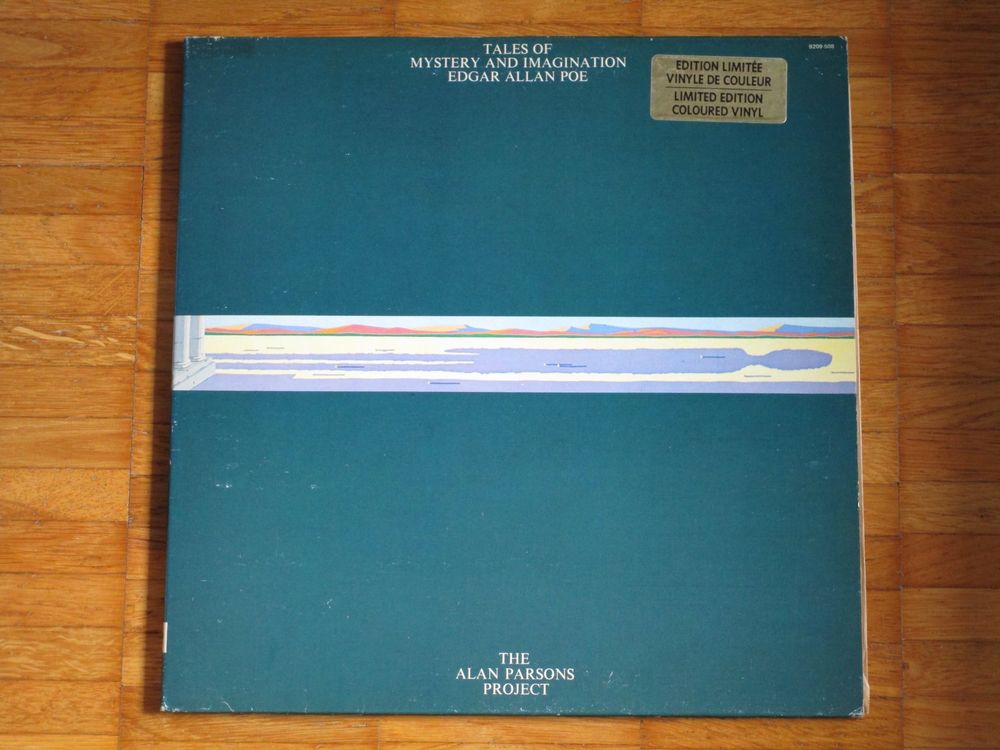 TALES OF
MYSTERY AND IMAGINATION
EDGAR ALLAN POE
9209-508
EDITION LIMITÉE
VINYLE DE COULEUR
LIMITED EDITION
COLOURED VINYL
THE
ALAN PARSONS
PROJECT